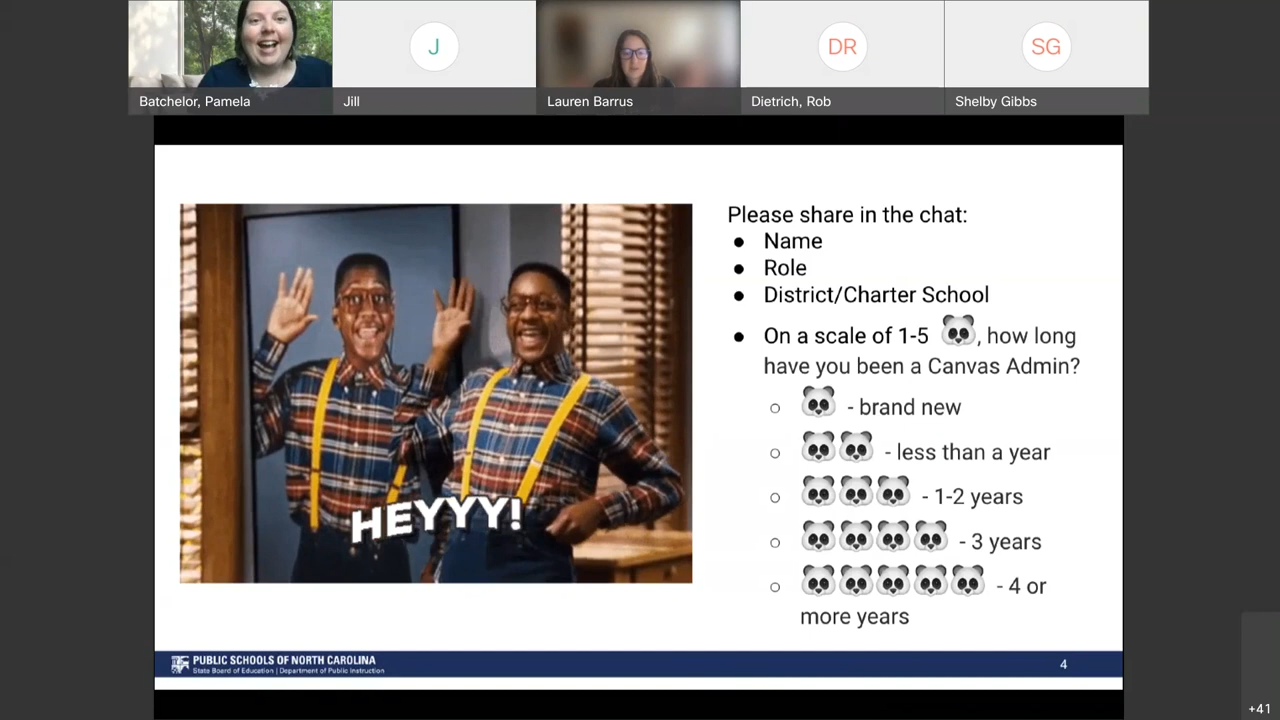 Batchelor, Pamela
J
Jill
Lauren Barrus
DR
Dietrich, Rob
SG
Shelby Gibbs
HEYYY!
Please share in the chat:
● Name
● Role
● District/Charter School
● On a scale of 1-5 🐼, how long
have you been a Canvas Admin?
○ 🐼 - brand new
○ 🐼🐼 - less than a year
○ 🐼🐼🐼 - 1-2 years
○ 🐼🐼🐼🐼 - 3 years
○ 🐼🐼🐼🐼🐼 - 4 or
more years
PUBLIC SCHOOLS OF NORTH CAROLINA
State Board of Education | Department of Public Instruction
4
+41